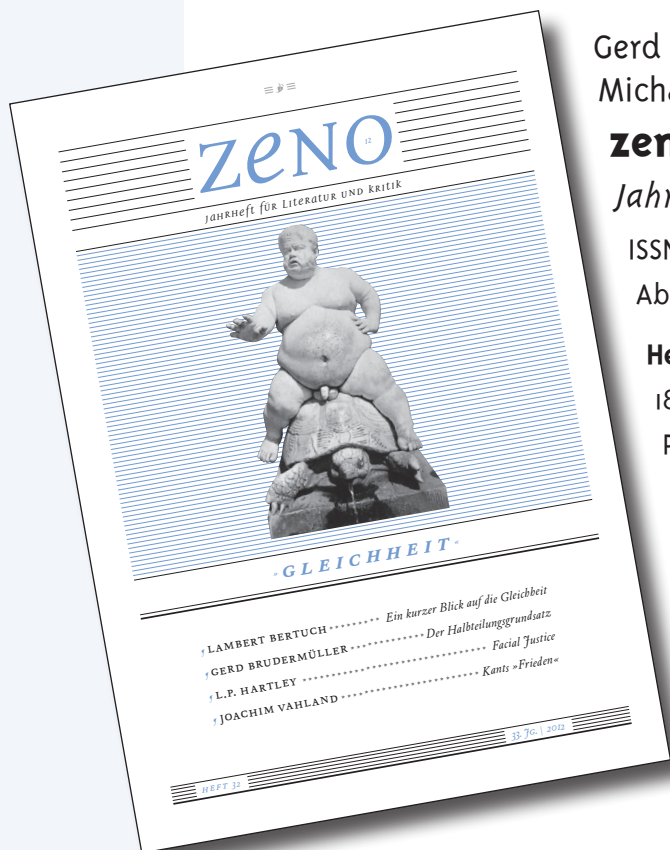 zeno
12
Jahrheft für Literatur und Kritik
GLEICHHEIT
LAMBERT BERTUCH Ein kurzer Blick auf die Gleichheit
GERD BRUDERMÜLLER Der Halbteilungsgrundsatz
L.P. HARTLEY Facial Justice
JOACHIM VAHLAND Kants »Frieden«
HEFT 32
33. Jg. | 2012
Gerd
Micha
zen
Jahr
ISSN
Ab
He
18
P